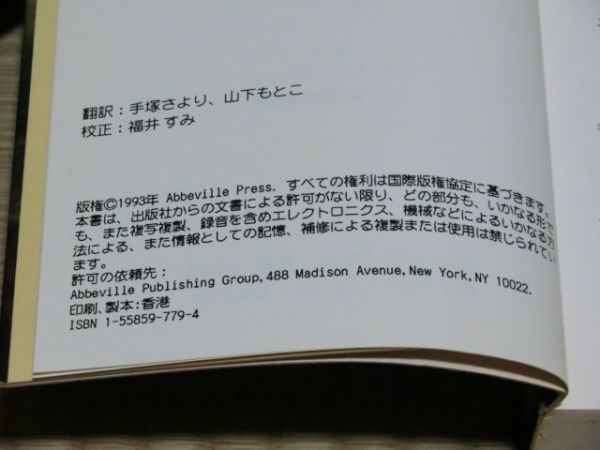 翻訳:手塚さより、山下もとこ
校正:福井すみ
版権©1993年 Abbeville Press. すべての権利は国際版権協定に基づきます。
本書は、出版社からの文書による許可がない限り、どの部分も、いかなる形で
も、また複写複製、録音を含めエレクトロニクス、機械などによるいかなる方
法による、また情報としての記憶、補修による複製または使用は禁じられてい
ます。
許可の依頼先:
Abbeville Publishing Group,488 Madison Avenue,New York,NY 10022.
印刷、製本:香港
ISBN 1-55859-779-4